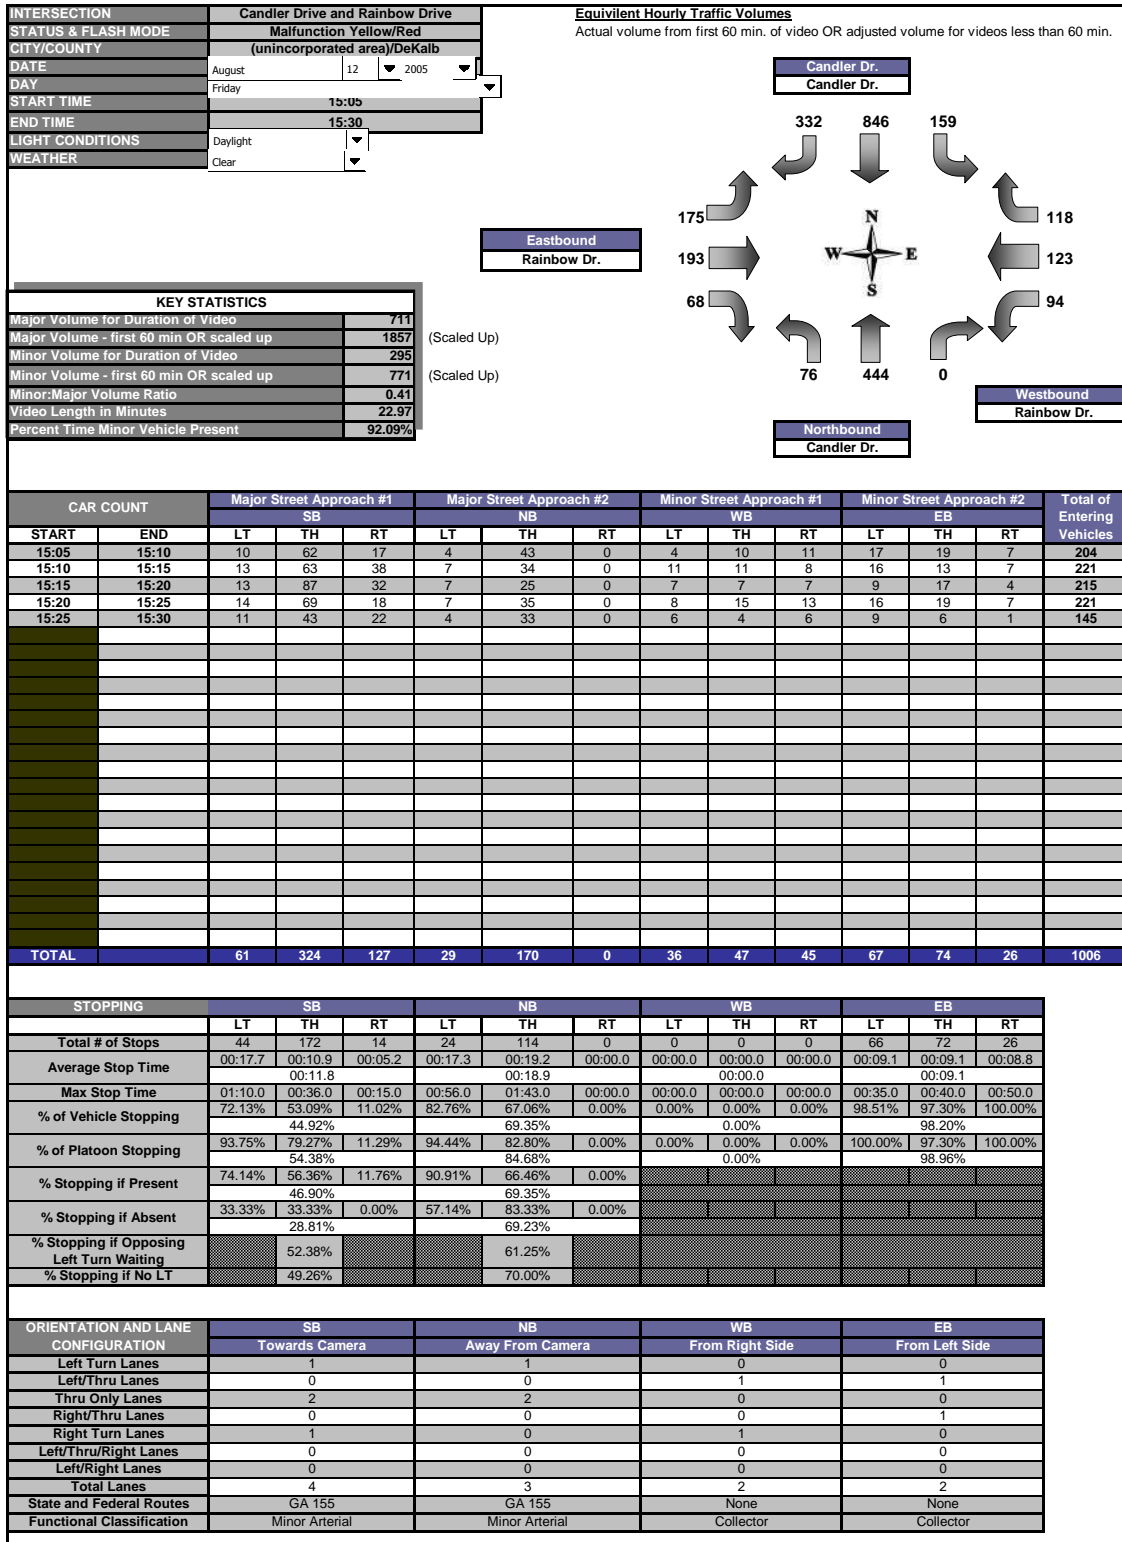 INTERSECTION Candler Drive and Rainbow Drive
STATUS & FLASH MODE Malfunction Yellow/Red
CITY/COUNTY (unincorporated area)/DeKalb
DATE August 12 2005
DAY Friday
START TIME 15:05
END TIME 15:30
LIGHT CONDITIONS Daylight
WEATHER Clear
Equivilent Hourly Traffic Volumes
Actual volume from first 60 min. of video OR adjusted volume for videos less than 60 min.
Candler Dr.
Candler Dr.
332 846 159
175 N 118
Eastbound
Rainbow Dr.
193 W E 123
68 S 94
76 444 0
Westbound
Rainbow Dr.
Northbound
Candler Dr.
KEY STATISTICS
Major Volume for Duration of Video 711
Major Volume - first 60 min OR scaled up 1857 (Scaled Up)
Minor Volume for Duration of Video 295
Minor Volume - first 60 min OR scaled up 771 (Scaled Up)
Minor:Major Volume Ratio 0.41
Video Length in Minutes 22.97
Percent Time Minor Vehicle Present 92.09%
CAR COUNT Major Street Approach #1 Major Street Approach #2 Minor Street Approach #1 Minor Street Approach #2 Total of
SB NB WB EB Entering
START END LT TH RT LT TH RT LT TH RT LT TH RT Vehicles
15:05 15:10 10 62 17 4 43 0 4 10 11 17 19 7 204
15:10 15:15 13 63 38 7 34 0 11 11 8 16 13 7 221
15:15 15:20 13 87 32 7 25 0 7 7 7 9 17 4 215
15:20 15:25 14 69 18 7 35 0 8 15 13 16 19 7 221
15:25 15:30 11 43 22 4 33 0 6 4 6 9 6 1 145
TOTAL 61 324 127 29 170 0 36 47 45 67 74 26 1006
STOPPING SB NB WB EB
LT TH RT LT TH RT LT TH RT LT TH RT
Total # of Stops 44 172 14 24 114 0 0 0 0 66 72 26
Average Stop Time 00:17.7 00:10.9 00:05.2 00:17.3 00:19.2 00:00.0 00:00.0 00:00.0 00:00.0 00:09.1 00:09.1 00:08.8
00:11.8 00:18.9 00:00.0 00:09.1
Max Stop Time 01:10.0 00:36.0 00:15.0 00:56.0 01:43.0 00:00.0 00:00.0 00:00.0 00:00.0 00:35.0 00:40.0 00:50.0
% of Vehicle Stopping 72.13% 53.09% 11.02% 82.76% 67.06% 0.00% 0.00% 0.00% 0.00% 98.51% 97.30% 100.00%
44.92% 69.35% 0.00% 98.20%
% of Platoon Stopping 93.75% 79.27% 11.29% 94.44% 82.80% 0.00% 0.00% 0.00% 0.00% 100.00% 97.30% 100.00%
54.38% 84.68% 0.00% 98.96%
% Stopping if Present 74.14% 56.36% 11.76% 90.91% 66.46% 0.00%
46.90% 69.35%
% Stopping if Absent 33.33% 33.33% 0.00% 57.14% 83.33% 0.00%
28.81% 69.23%
% Stopping if Opposing
Left Turn Waiting 52.38% 61.25%
% Stopping if No LT 49.26% 70.00%
ORIENTATION AND LANE SB NB WB EB
CONFIGURATION Towards Camera Away From Camera From Right Side From Left Side
Left Turn Lanes 1 1 0 0
Left/Thru Lanes 0 0 1 1
Thru Only Lanes 2 2 0 0
Right/Thru Lanes 0 0 0 1
Right Turn Lanes 1 0 1 0
Left/Thru/Right Lanes 0 0 0 0
Left/Right Lanes 0 0 0 0
Total Lanes 4 3 2 2
State and Federal Routes GA 155 GA 155 None None
Functional Classification Minor Arterial Minor Arterial Collector Collector